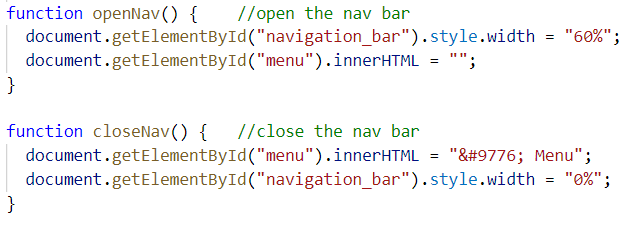 function openNav() {    //open the nav bar
  document.getElementById("navigation_bar").style.width = "60%";
  document.getElementById("menu").innerHTML = "";
}
function closeNav() {   //close the nav bar
  document.getElementById("menu").innerHTML = "&#9776; Menu";
  document.getElementById("navigation_bar").style.width = "0%";
}